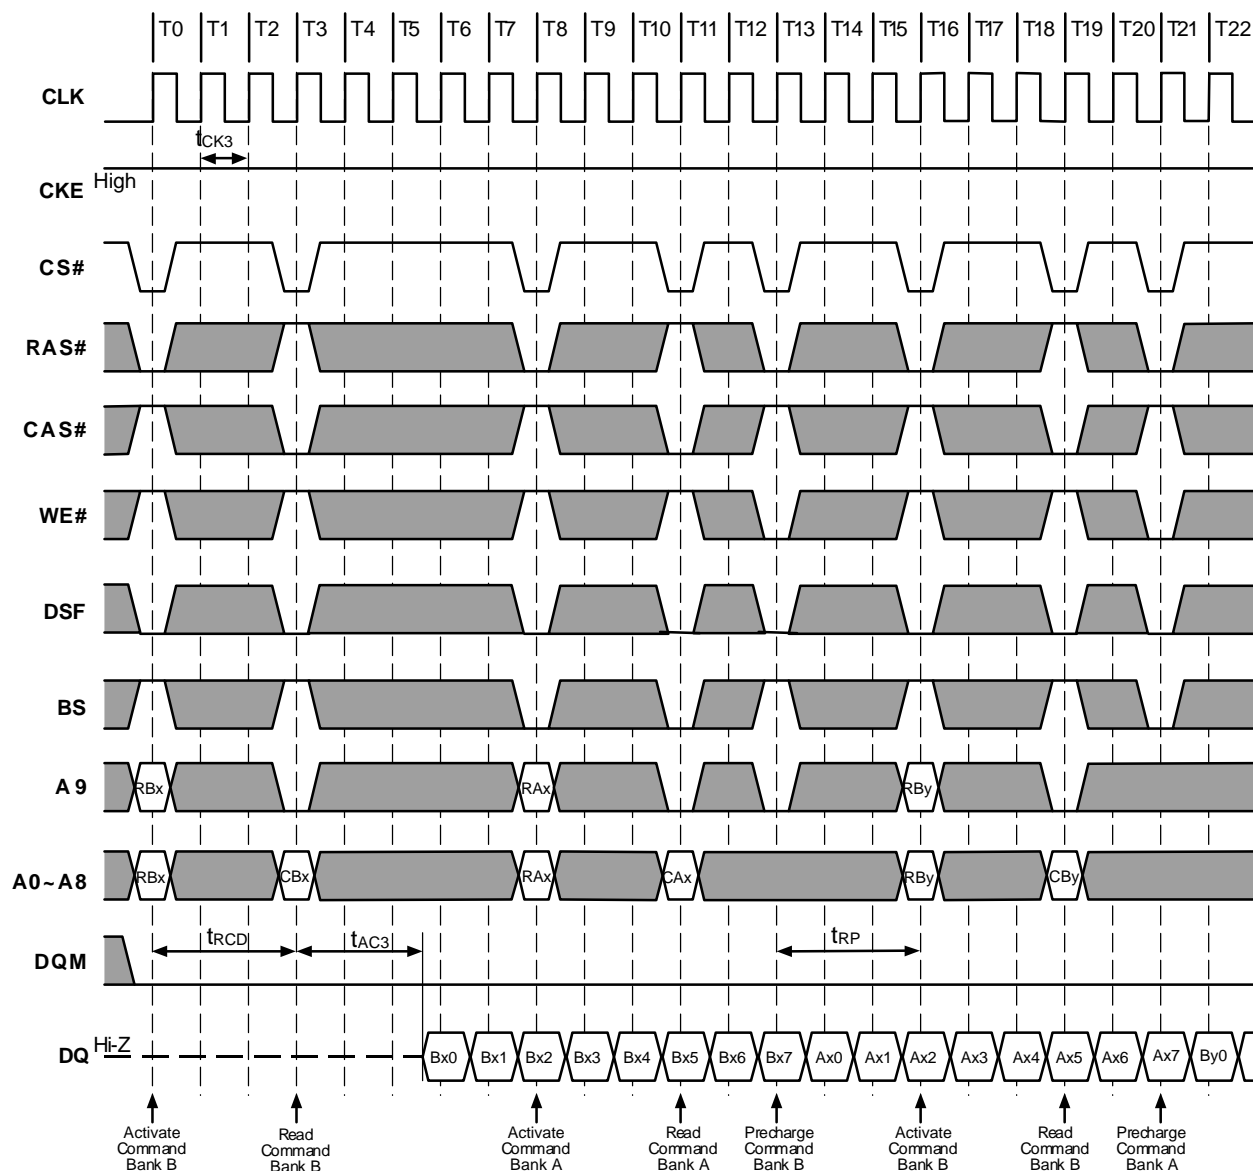 T0 T1 T2 T3 T4 T5 T6 T7 T8 T9 T10 T11 T12 T13 T14 T15 T16 T17 T18 T19 T20 T21 T22
CLK
tCK3
High
CKE
CS#
RAS#
CAS#
WE#
DSF
BS
A9 RBx RAx RBy
A0~A8 RBx CBx RAx CAx RBy CBy
tRCD tAC3 tRP
DQM
DQ Hi-Z Bx0 Bx1 Bx2 Bx3 Bx4 Bx5 Bx6 Bx7 Ax0 Ax1 Ax2 Ax3 Ax4 Ax5 Ax6 Ax7 By0
Activate
Command
Bank B
Read
Command
Bank B
Activate
Command
Bank A
Read
Command
Bank A
Precharge
Command
Bank B
Activate
Command
Bank B
Read
Command
Bank B
Precharge
Command
Bank A